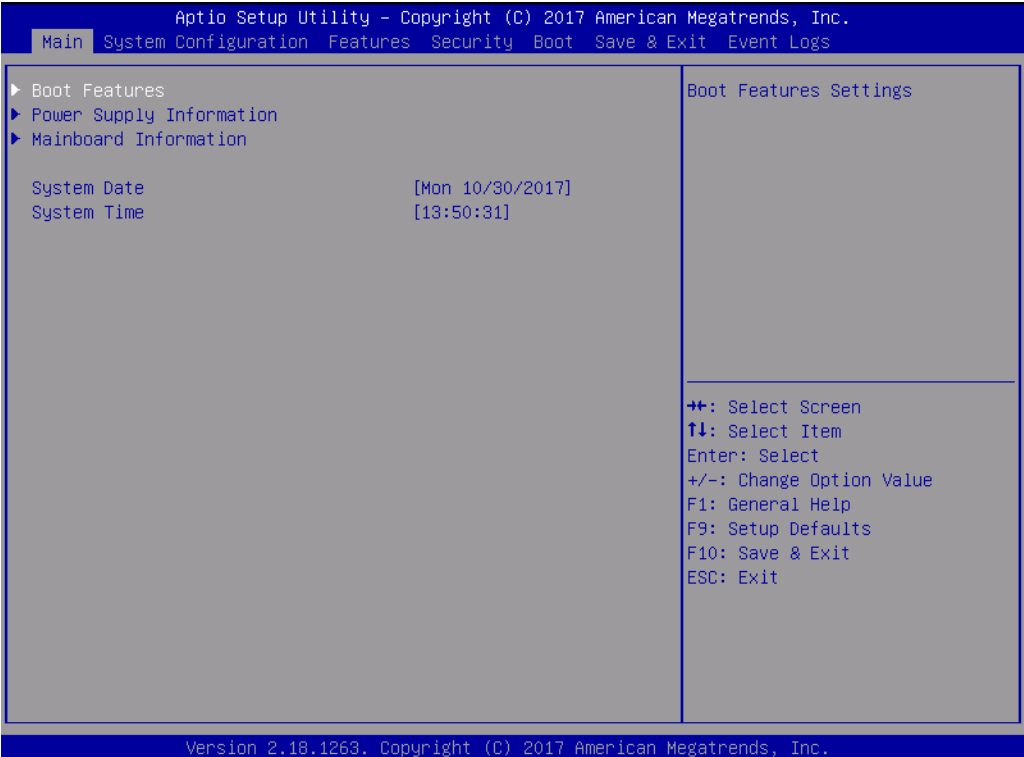 Aptio Setup Utility – Copyright (C) 2017 American Megatrends, Inc.
Main System Configuration Features Security Boot Save & Exit Event Logs
▶ Boot Features
▶ Power Supply Information
▶ Mainboard Information
System Date [Mon 10/30/2017]
System Time [13:50:31]
Boot Features Settings
→←: Select Screen
↑↓: Select Item
Enter: Select
+/-: Change Option Value
F1: General Help
F9: Setup Defaults
F10: Save & Exit
ESC: Exit
Version 2.18.1263. Copyright (C) 2017 American Megatrends, Inc.